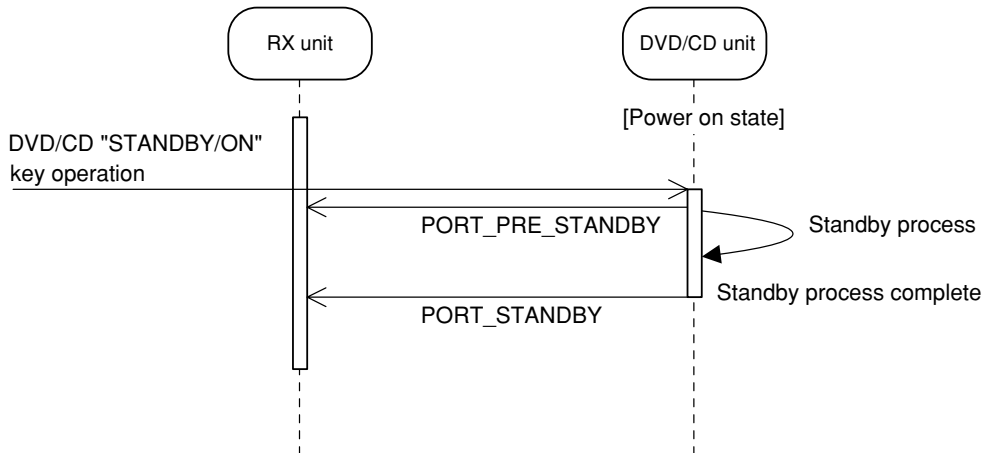 RX unit
DVD/CD unit
[Power on state]
DVD/CD "STANDBY/ON"
key operation
PORT_PRE_STANDBY
Standby process
Standby process complete
PORT_STANDBY